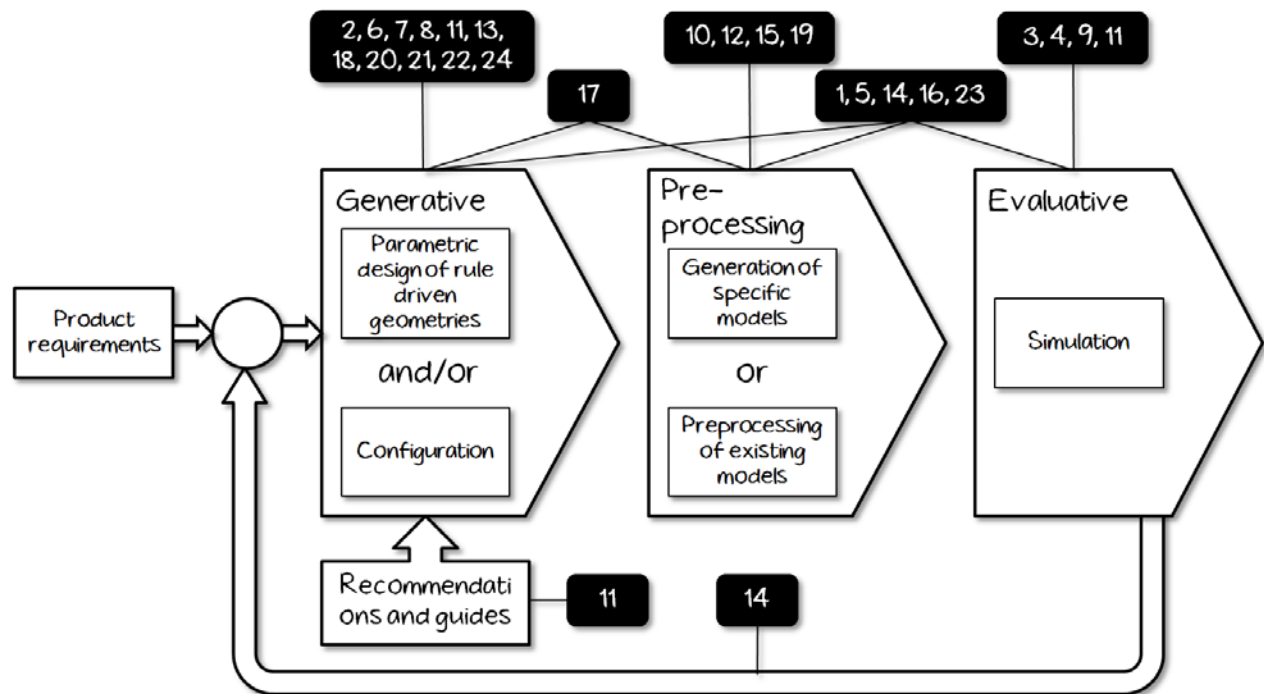 2, 6, 7, 8, 11, 13,
18, 20, 21, 22, 24
10, 12, 15, 19
3, 4, 9, 11
17
1, 5, 14, 16, 23
Generative
Parametric
design of rule
driven
geometries
and/or
Configuration
Pre-
processing
Generation of
specific
models
or
Preprocessing
of existing
models
Evaluative
Simulation
Product
requirements
Recommendati
ons and guides
11
14